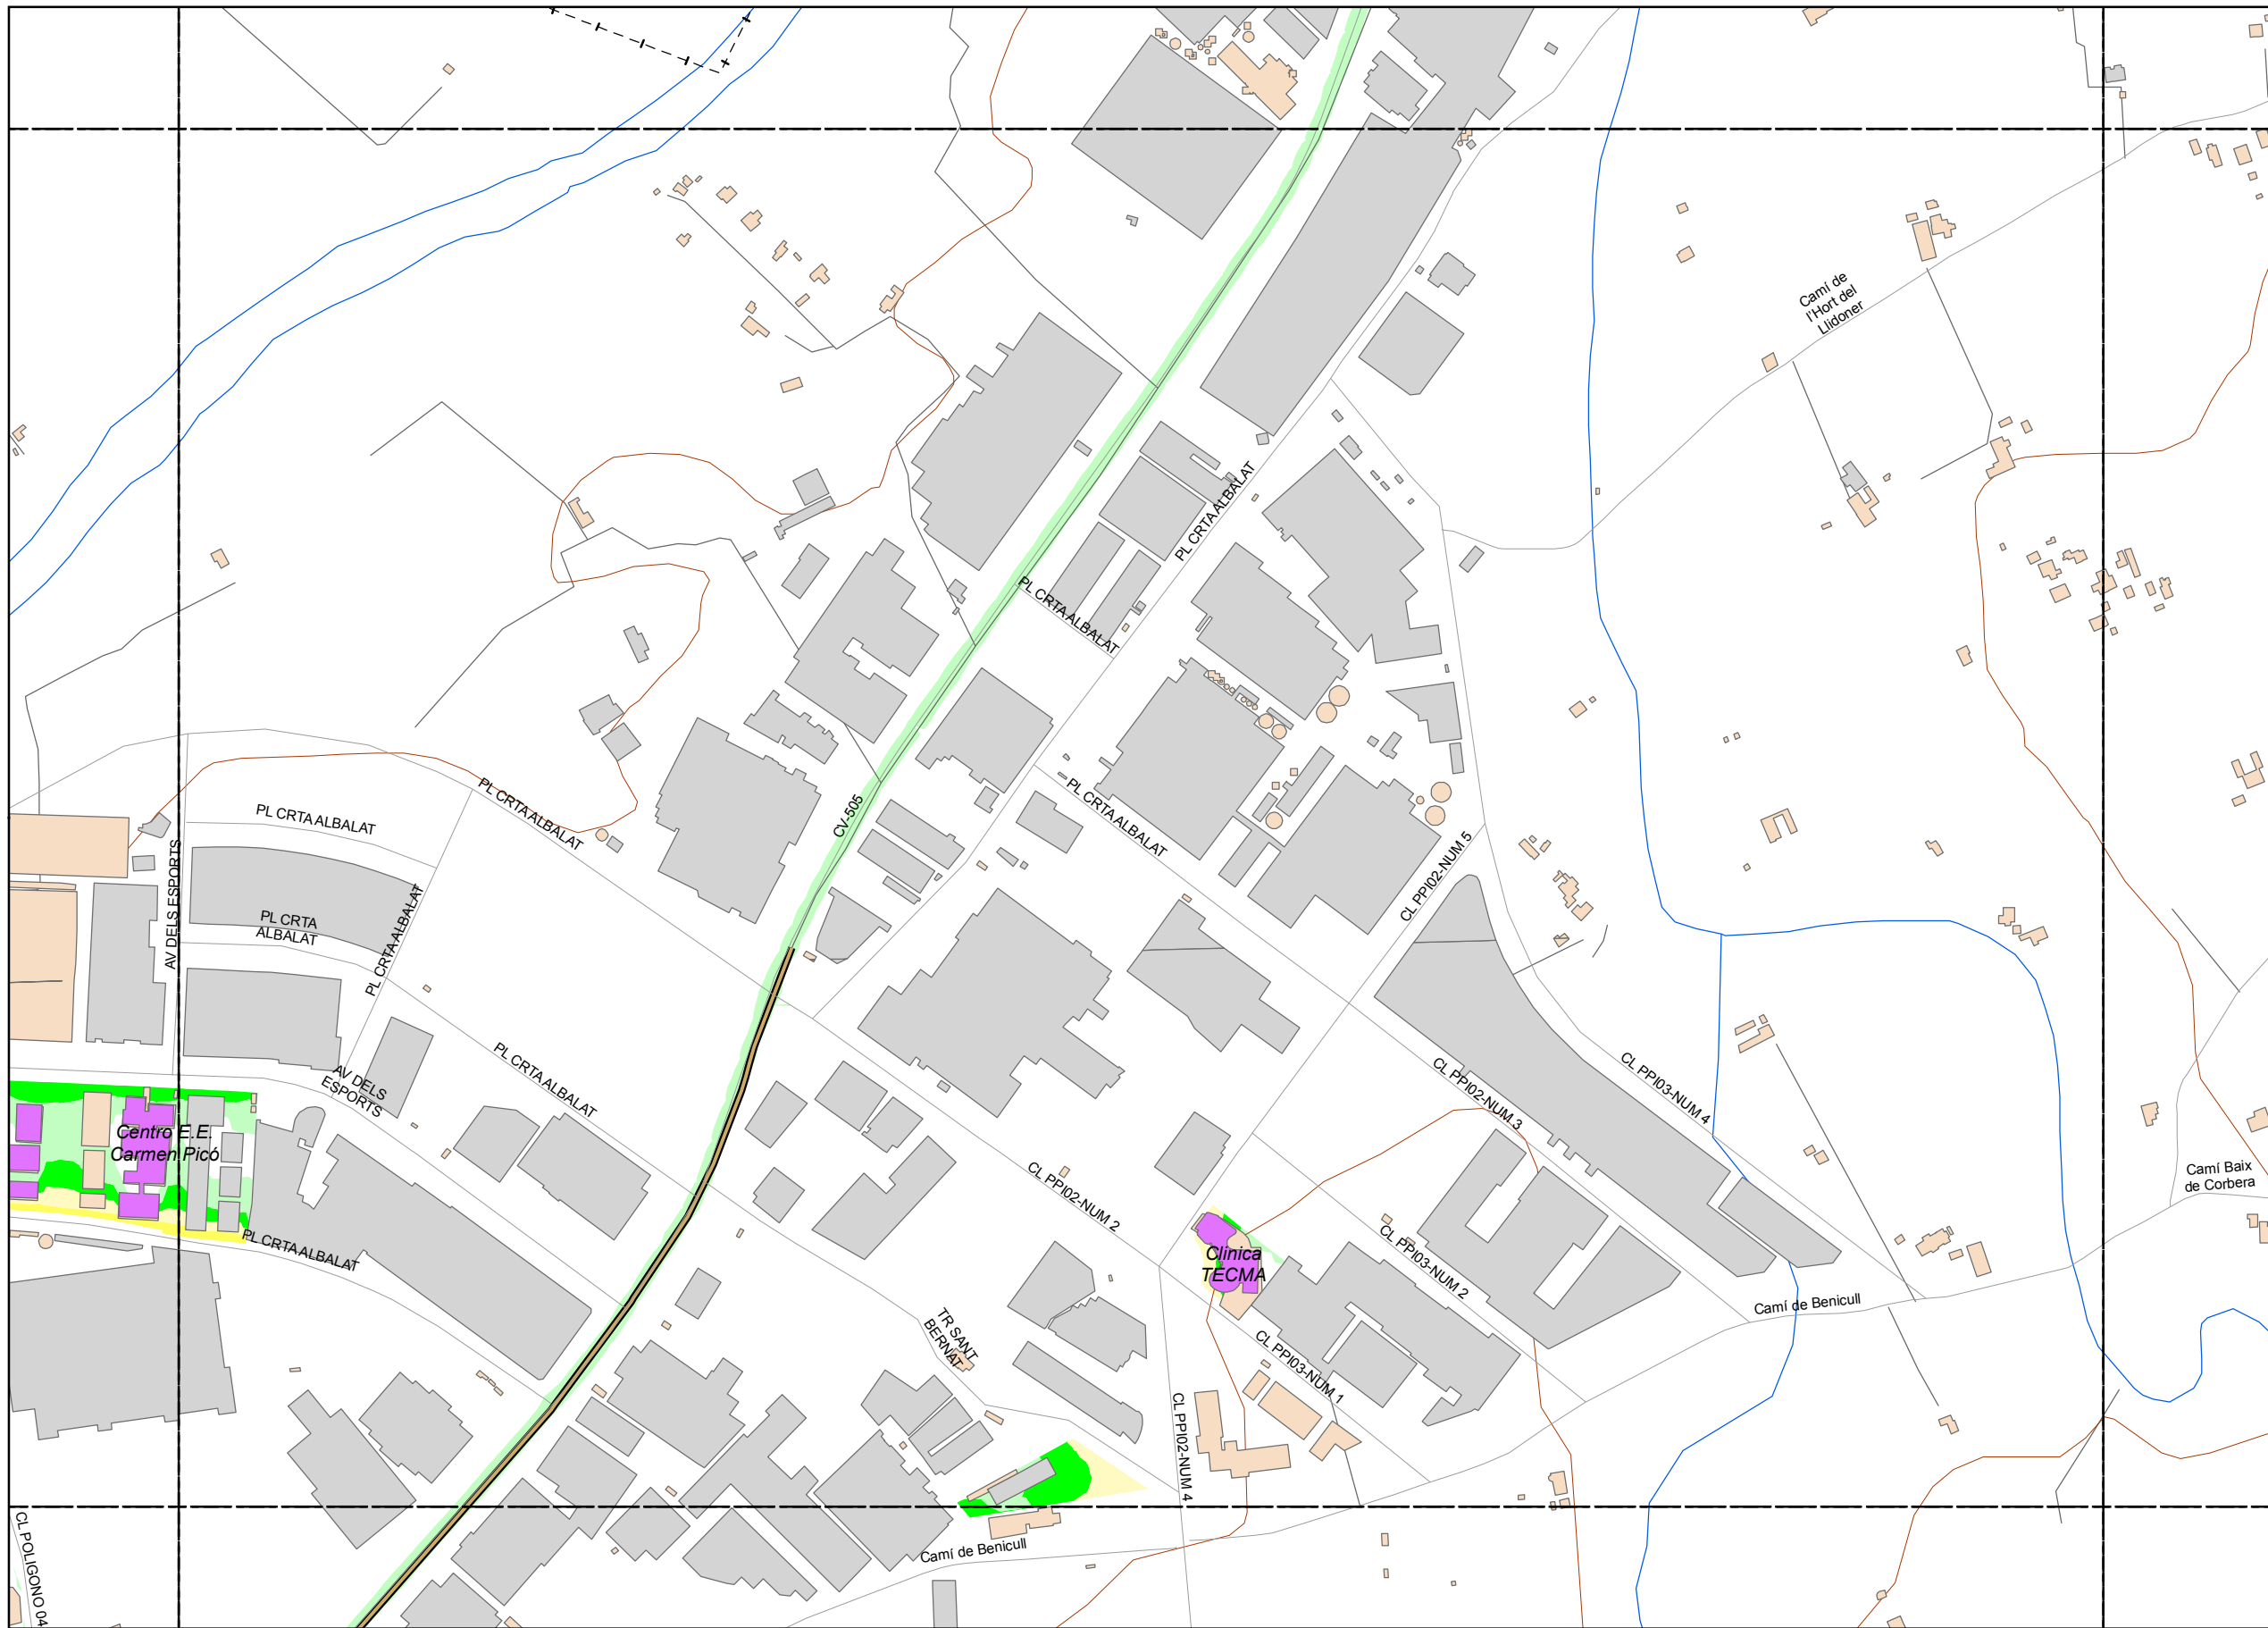 Camí de
l'Hort del
Llidoner
PL CRTA ALBALAT
PL CRTA ALBALAT
CV-505
PL CRTA ALBALAT
PL CRTA ALBALAT
PL CRTA ALBALAT
AV DELS ESPORTS
CL PPI02-NUM 5
PL CRTA
ALBALAT
PL CRTA ALBALAT
PL CRTA ALBALAT
AV DELS
ESPORTS
CL PPI02-NUM 3
CL PPI03-NUM 4
Centro E.E.
Carmen Picó
CL PPI02-NUM 2
Camí Baix
de Corbera
PL CRTA ALBALAT
Clínica
TECMA
CL PPI03-NUM 2
Camí de Benicull
TR SANT
BERNAT
CL PPI03-NUM 1
CL PPI02-NUM 4
Camí de Benicull
CL POLIGONO 04